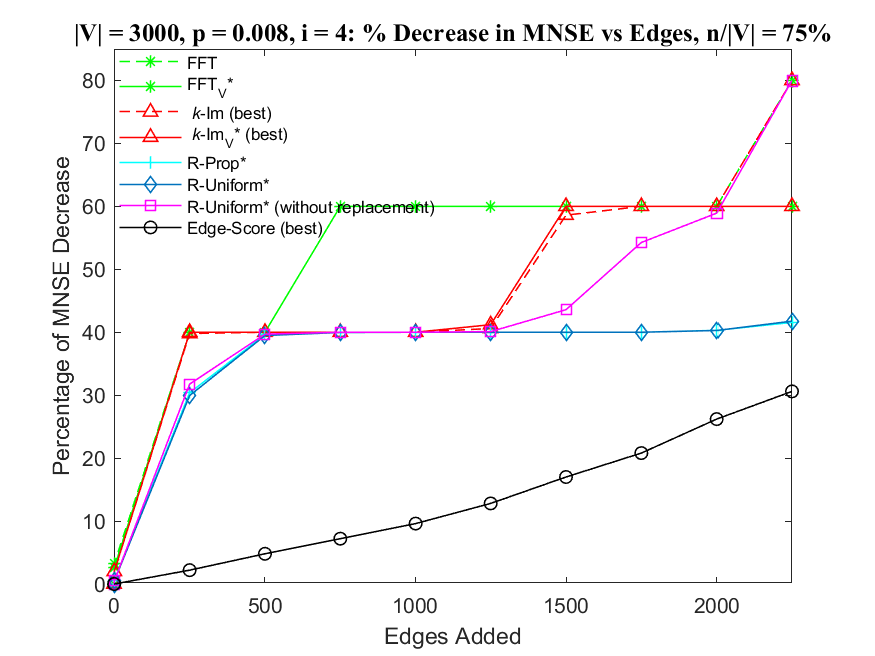 |V| = 3000, p = 0.008, i = 4: % Decrease in MNSE vs Edges, n/|V| = 75%
FFT
FFT_V*
k-Im (best)
k-Im_V* (best)
R-Prop*
R-Uniform*
R-Uniform* (without replacement)
Edge-Score (best)
80
70
60
50
40
30
20
10
0
Percentage of MNSE Decrease
0 500 1000 1500 2000
Edges Added